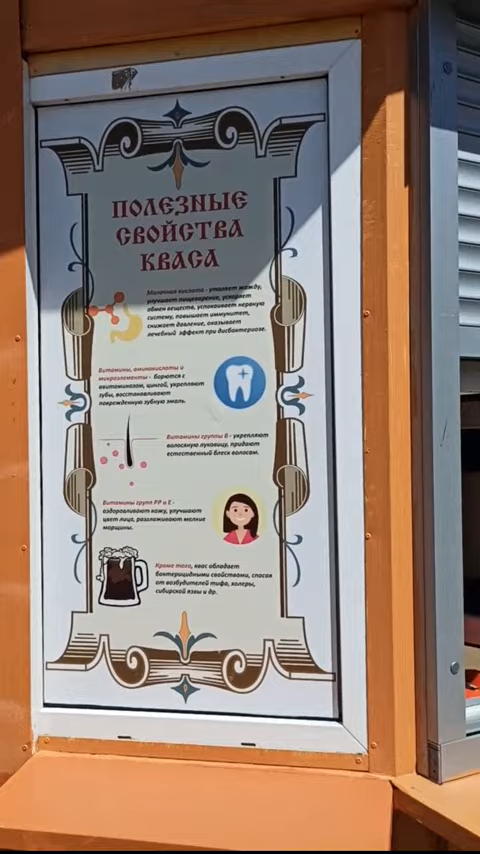 ПОЛЕЗНЫЕ
СВОЙСТВА
КВАСА
Молочная кислота - утоляет жажду,
улучшает пищеварение, ускоряет
обмен веществ, успокаивает нервную
систему, повышает иммунитет,
снижает давление, оказывает
лечебный эффект при дисбактериозе.
Витамины, аминокислоты и
микроэлементы - борются с
авитаминозом, цингой, укрепляют
зубы, восстанавливают
поврежденную зубную эмаль.
Витамины группы В - укрепляют
волосяную луковицу, придают
естественный блеск волосам.
Витамины групп РР и Е -
оздоравливают кожу, улучшают
цвет лица, разглаживают мелкие
морщины.
Кроме того, квас обладает
бактерицидными свойствами, спасая
от возбудителей тифа, холеры,
сибирской язвы и др.